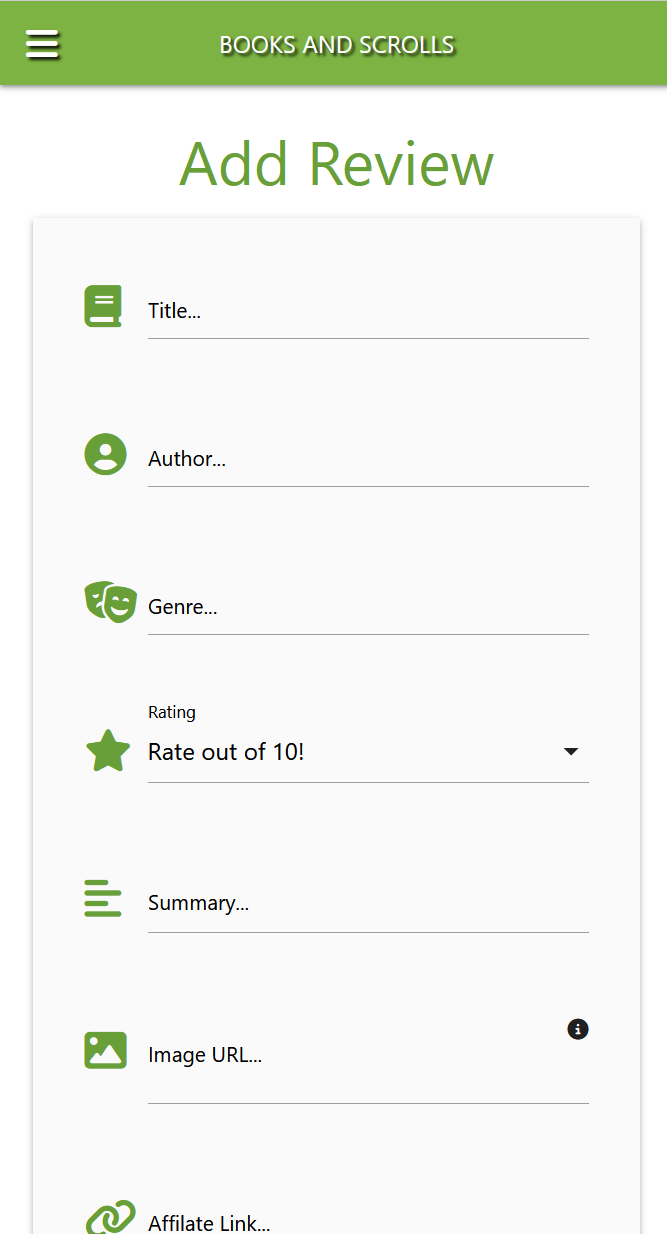 BOOKS AND SCROLLS
Add Review
Title...
Author...
Genre...
Rating
Rate out of 10!
Summary...
Image URL...
Affilate Link...